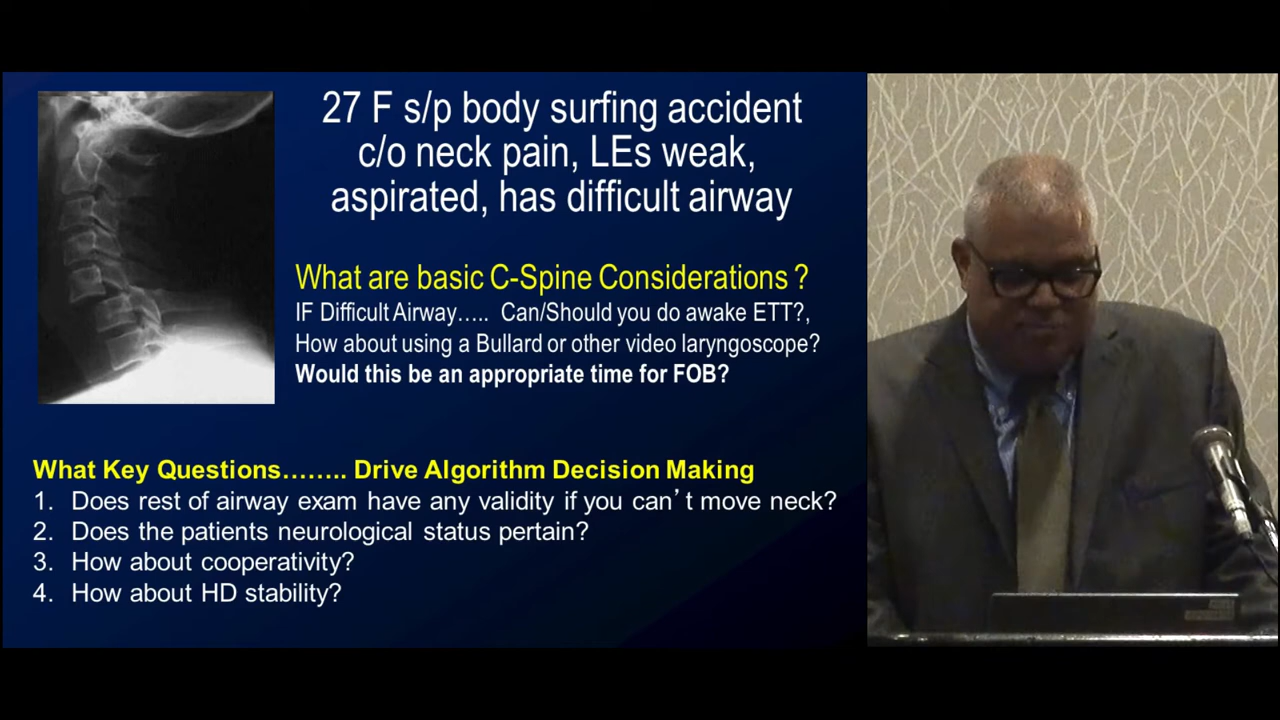 27 F s/p body surfing accident
c/o neck pain, LEs weak,
aspirated, has difficult airway
What are basic C-Spine Considerations ?
IF Difficult Airway….. Can/Should you do awake ETT?,
How about using a Bullard or other video laryngoscope?
Would this be an appropriate time for FOB?
What Key Questions…….. Drive Algorithm Decision Making
1. Does rest of airway exam have any validity if you can’t move neck?
2. Does the patients neurological status pertain?
3. How about cooperativity?
4. How about HD stability?